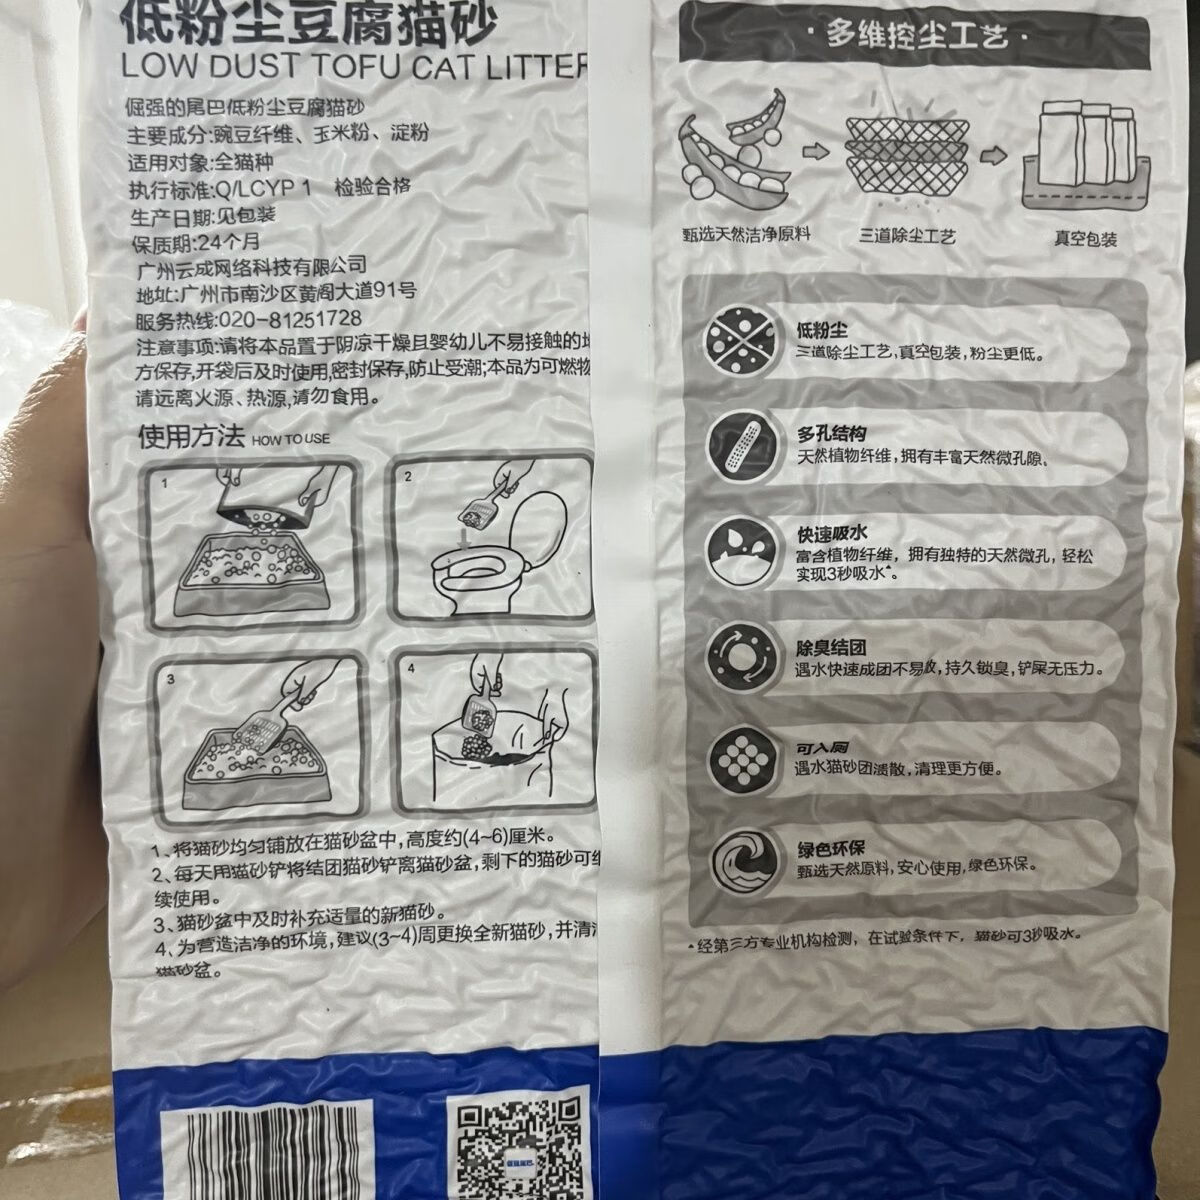 低粉尘豆腐猫砂
LOW DUST TOFU CAT LITTER
倔强的尾巴低粉尘豆腐猫砂
主要成分:豌豆纤维、玉米粉、淀粉
适用对象:全猫种
执行标准:Q/LCYP 1 检验合格
生产日期:见包装
保质期:24个月
广州云成网络科技有限公司
地址:广州市南沙区黄阁大道91号
服务热线:020-81251728
注意事项:请将本品置于阴凉干燥且婴幼儿不易接触的地
方保存,开袋后及时使用,密封保存,防止受潮;本品为可燃物
请远离火源、热源,请勿食用。
使用方法 HOW TO USE
1
2
3
4
1、将猫砂均匀铺放在猫砂盆中,高度约(4~6)厘米。
2、每天用猫砂铲将结团猫砂铲离猫砂盆,剩下的猫砂可继
续使用。
3、猫砂盆中及时补充适量的新猫砂。
4、为营造洁净的环境,建议(3~4)周更换全新猫砂,并清洁
猫砂盆。
·多维控尘工艺·
甄选天然洁净原料
三道除尘工艺
真空包装
低粉尘
三道除尘工艺,真空包装,粉尘更低。
多孔结构
天然植物纤维,拥有丰富天然微孔隙。
快速吸水
富含植物纤维,拥有独特的天然微孔,轻松
实现3秒吸水▲。
除臭结团
遇水快速成团不易散,持久锁臭,铲屎无压力。
可入厕
遇水猫砂团溃散,清理更方便。
绿色环保
甄选天然原料,安心使用,绿色环保。
▲经第三方专业机构检测,在试验条件下,猫砂可3秒吸水。